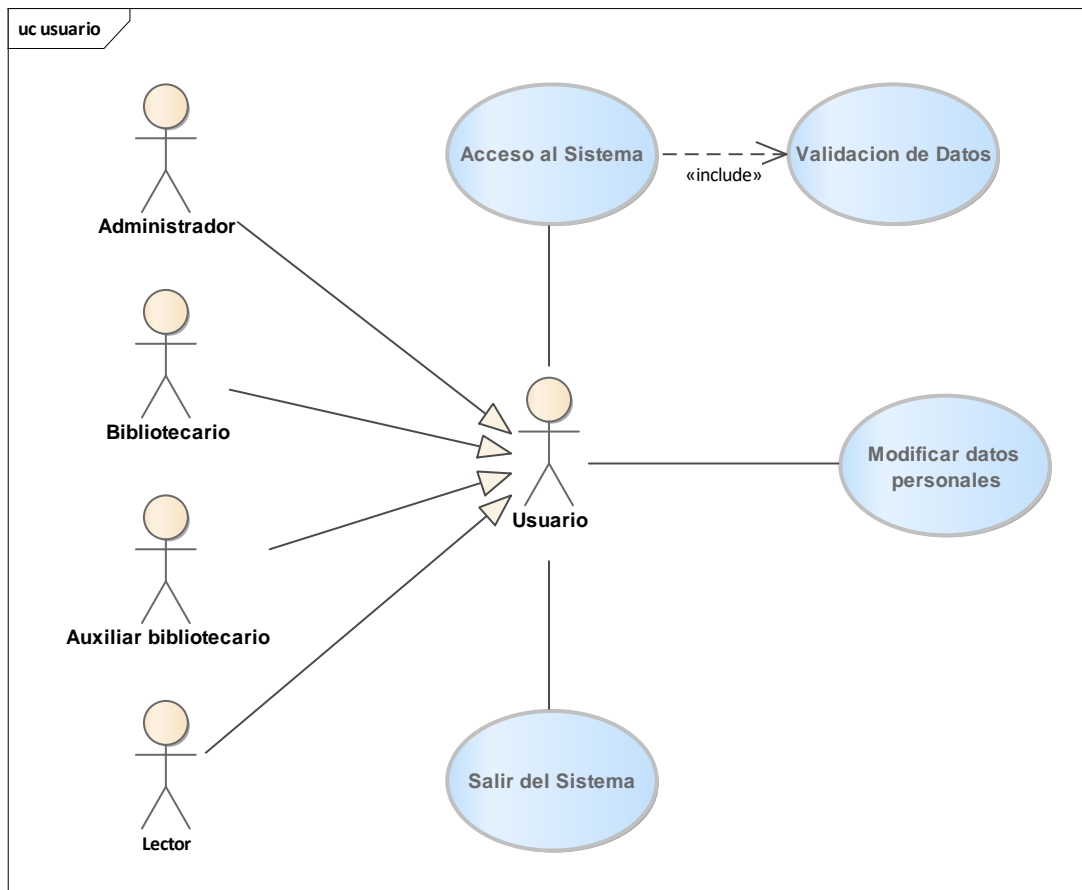 uc usuario
Administrador
Bibliotecario
Auxiliar bibliotecario
Lector
Usuario
Acceso al Sistema
«include»
Validacion de Datos
Modificar datos
personales
Salir del Sistema